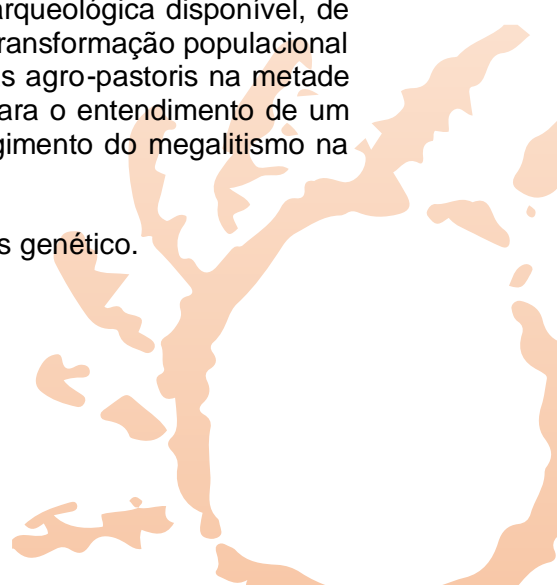 arqueológica disponível, de
ransformação populacional
s agro-pastoris na metade
ara o entendimento de um
gimento do megalitismo na
s genético.